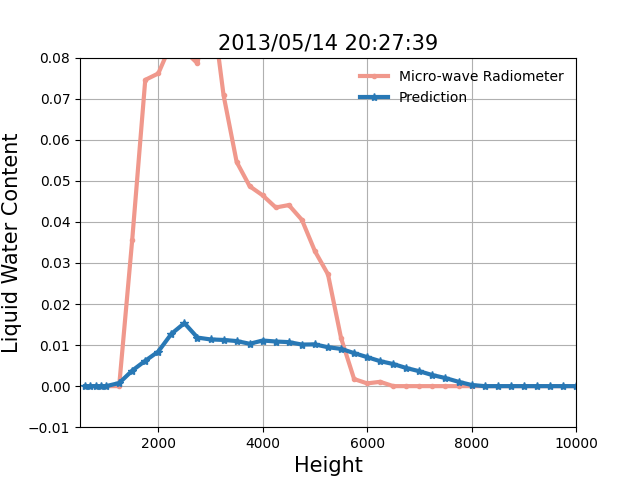 2013/05/14 20:27:39
Liquid Water Content
0.08
0.07
0.06
0.05
0.04
0.03
0.02
0.01
0.00
−0.01
Micro-wave Radiometer
Prediction
2000 4000 6000 8000 10000
Height